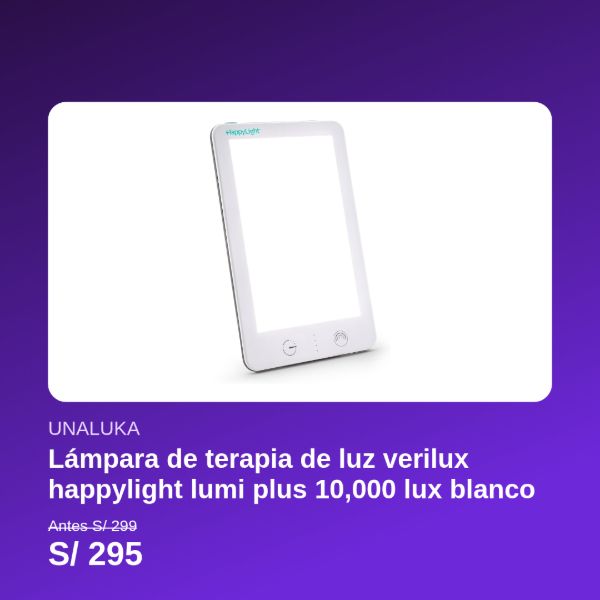 HappyLight
UNALUKA
Lámpara de terapia de luz verilux
happylight lumi plus 10,000 lux blanco
Antes S/ 299
S/ 295